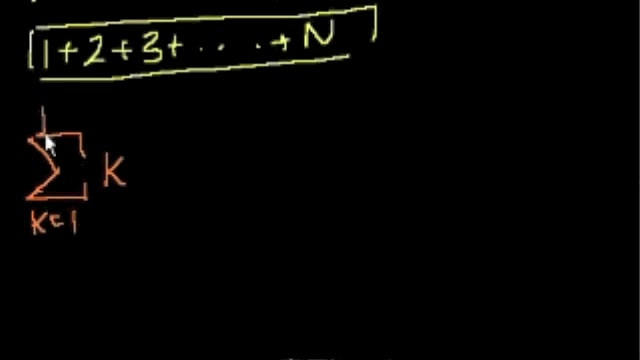 1+2+3+ · · · · + N
∑ K
K=1